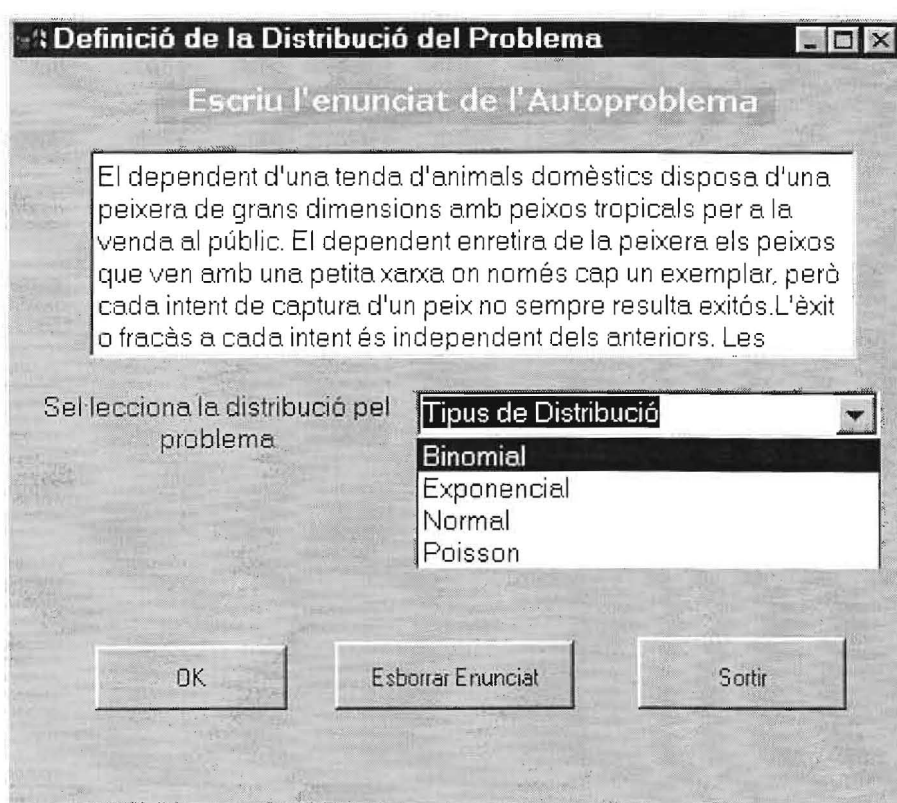 Definició de la Distribució del Problema
Escriu l'enunciat de l'Autoproblema
El dependent d'una tenda d'animals domèstics disposa d'una
peixera de grans dimensions amb peixos tropicals per a la
venda al públic. El dependent enretira de la peixera els peixos
que ven amb una petita xarxa on només cap un exemplar, però
cada intent de captura d'un peix no sempre resulta exitós.L'èxit
o fracàs a cada intent és independent dels anteriors. Les
Sel·lecciona la distribució pel
problema
Tipus de Distribució
Binomial
Exponencial
Normal
Poisson
OK
Esborrar Enunciat
Sortir